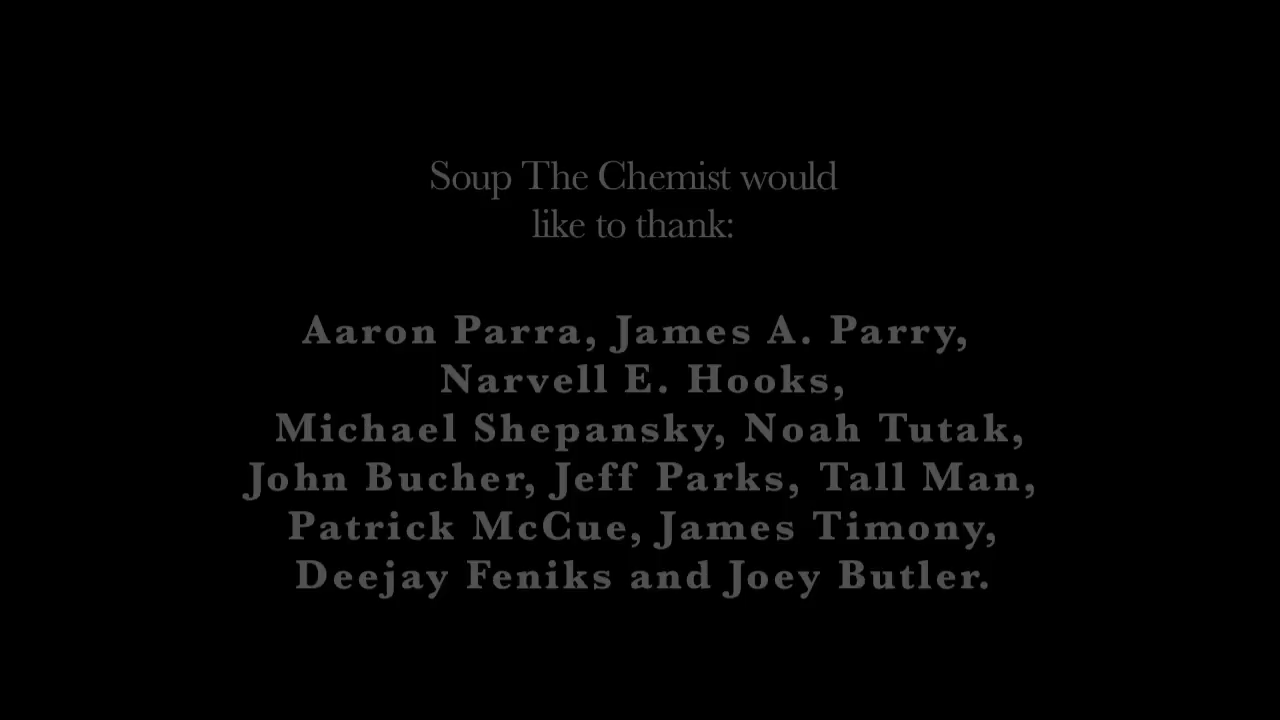 Soup The Chemist would
like to thank:
Aaron Parra, James A. Parry,
Narvell E. Hooks,
Michael Shepansky, Noah Tutak,
John Bucher, Jeff Parks, Tall Man,
Patrick McCue, James Timony,
Deejay Feniks and Joey Butler.